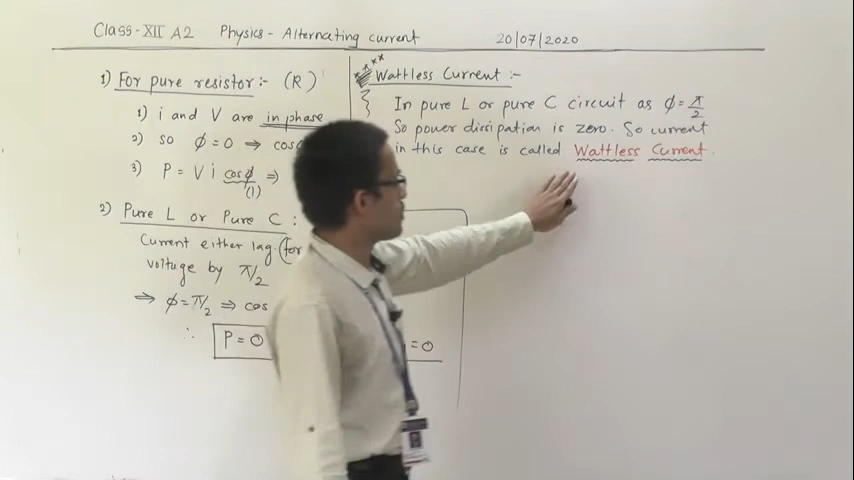 Class-XII A2 Physics - Alternating current 20/07/2020
1) For pure resistor :- (R)
1) i and V are in phase
2) so ϕ=0 ⇒ cos
3) P = V i cosϕ ⇒
(1)
2) Pure L or Pure C :
Current either lag (for
voltage by π/2
⇒ ϕ=π/2 ⇒ cos
∴ P=0
=0
Wattless Current :-
In pure L or pure C circuit as ϕ=π/2
So power dissipation is zero. So current
in this case is called Wattless Current.